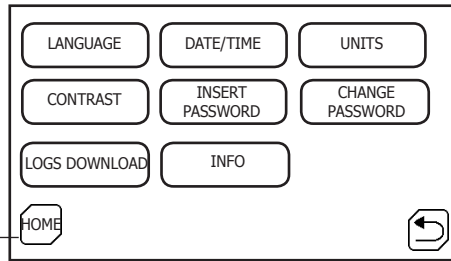 LANGUAGE
DATE/TIME
UNITS
CONTRAST
INSERT
PASSWORD
CHANGE
PASSWORD
LOGS DOWNLOAD
INFO
HOME